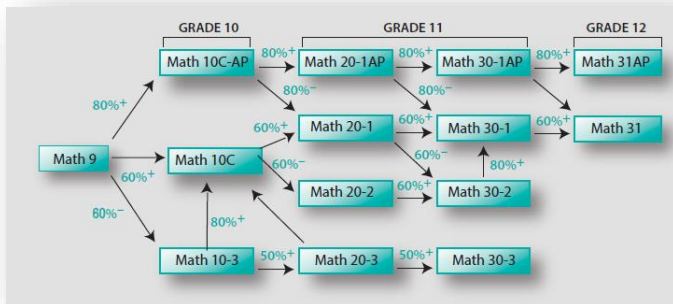 GRADE 10 GRADE 11 GRADE 12
Math 10C-AP 80%+ Math 20-1AP 80%+ Math 30-1AP 80%+ Math 31AP
80%+ 80%− 80%−
60%+ Math 20-1 60%+ Math 30-1 60%+ Math 31
Math 9 60%+ Math 10C 60%− 60%− 80%+
Math 20-2 60%+ Math 30-2
60%− 80%+
Math 10-3 50%+ Math 20-3 50%+ Math 30-3